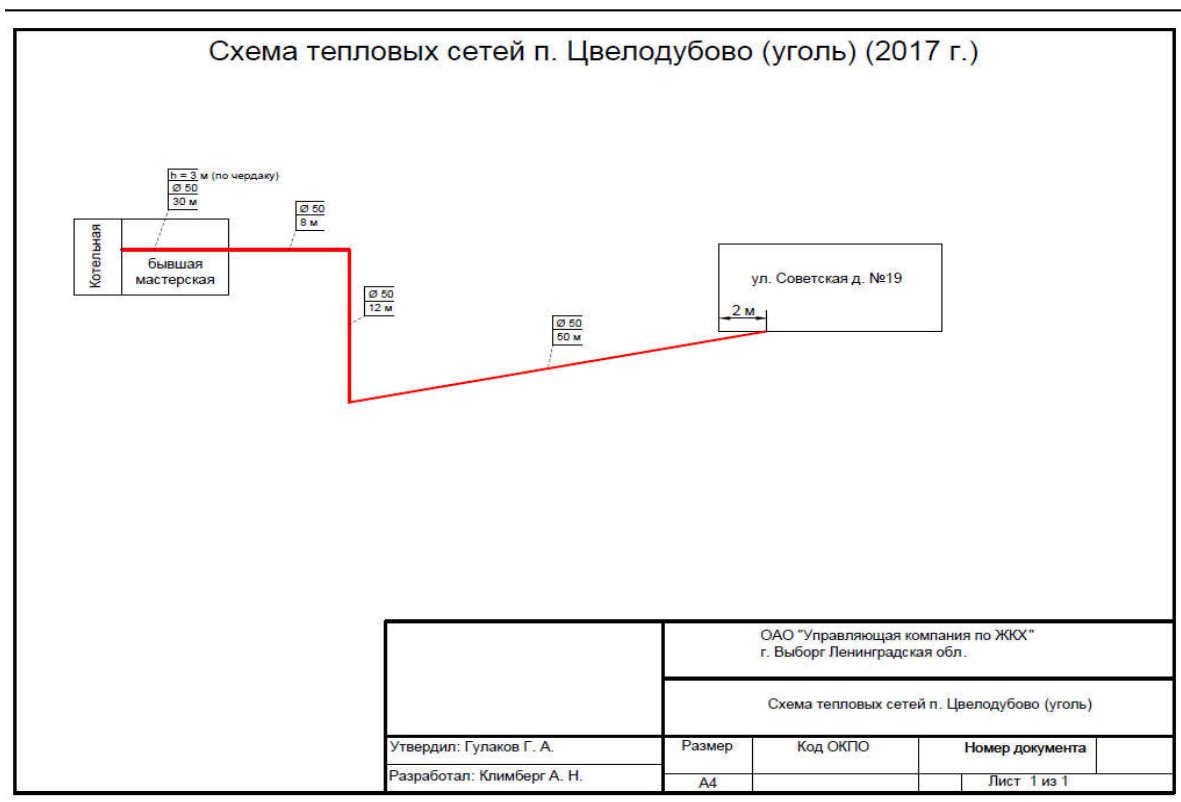 Схема тепловых сетей п. Цвелодубово (уголь) (2017 г.)
h = 3 м (по чердаку)
Ø 50
30 м
Ø 50
8 м
Котельная
бывшая
мастерская
Ø 50
12 м
Ø 50
50 м
ул. Советская д. №19
2 м
ОАО "Управляющая компания по ЖКХ"
г. Выборг Ленинградская обл.
Схема тепловых сетей п. Цвелодубово (уголь)
Утвердил: Гулаков Г. А.
Размер
Код ОКПО
Номер документа
Разработал: Климберг А. Н.
А4
Лист 1 из 1